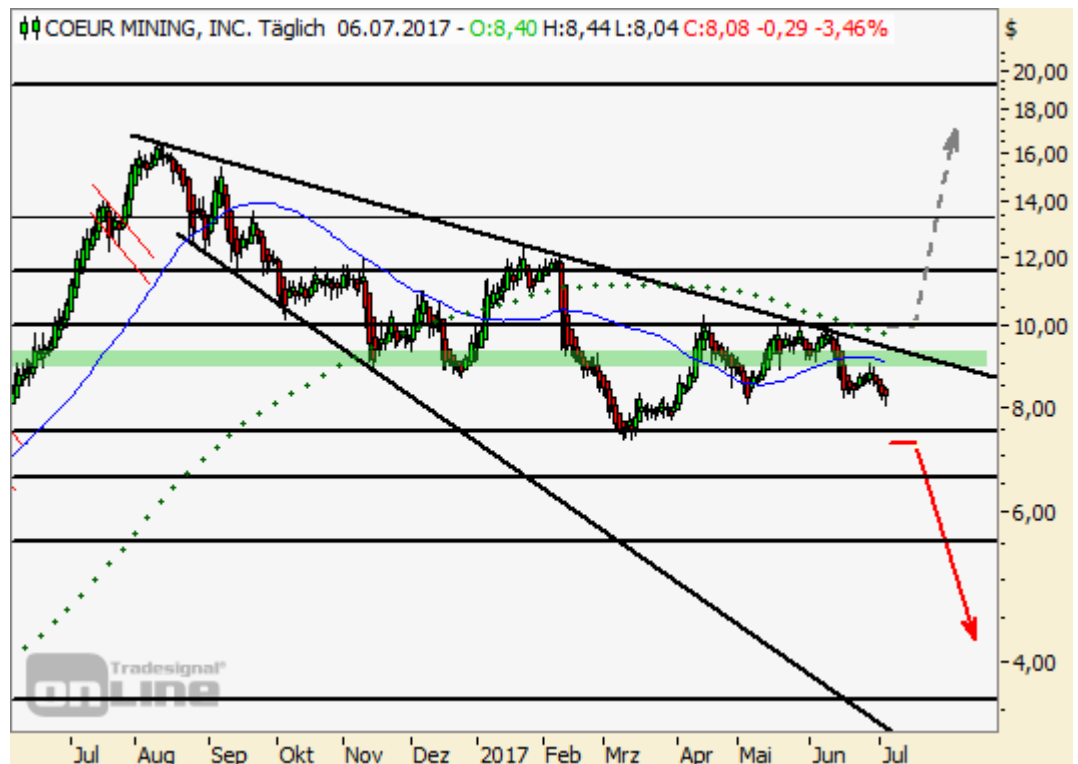 COEUR MINING, INC. Täglich 06.07.2017 - O:8,40 H:8,44 L:8,04 C:8,08 -0,29 -3,46%
$
20,00
18,00
16,00
14,00
12,00
10,00
8,00
6,00
4,00
Tradesignal®
onLine
Jul Aug Sep Okt Nov Dez 2017 Feb Mrz Apr Mai Jun Jul